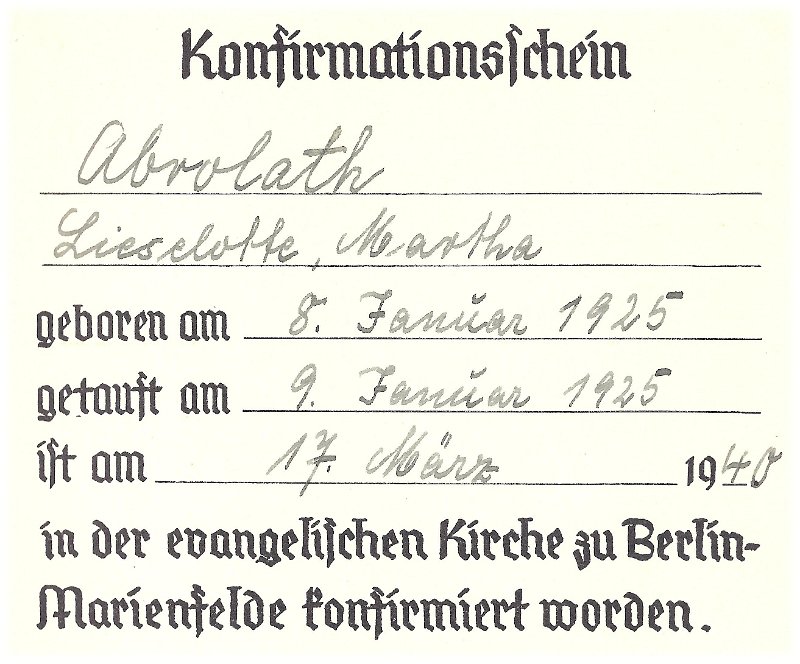 Konfirmationsschein
Abrolath
Lieselotte, Martha
geboren am 8. Januar 1925
getauft am 9. Januar 1925
ist am 17. März 1940
in der evangelischen Kirche zu Berlin-
Marienfelde konfirmiert worden.